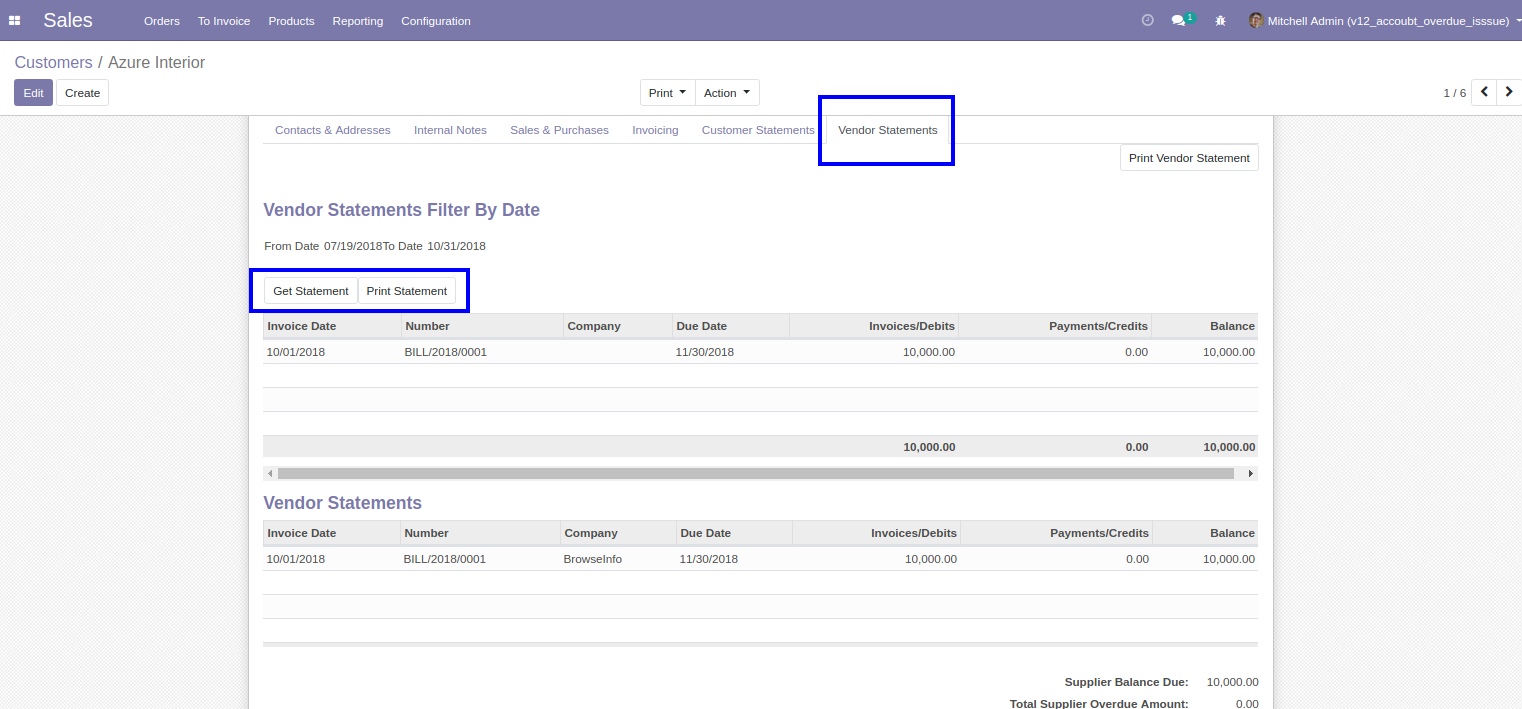 Sales Orders To Invoice Products Reporting Configuration 1 Mitchell Admin (v12_accoubt_overdue_isssue)
Customers / Azure Interior
Edit Create Print Action 1 / 6
Contacts & Addresses Internal Notes Sales & Purchases Invoicing Customer Statements Vendor Statements
Print Vendor Statement
Vendor Statements Filter By Date
From Date 07/19/2018To Date 10/31/2018
Get Statement Print Statement
Invoice Date Number Company Due Date Invoices/Debits Payments/Credits Balance
10/01/2018 BILL/2018/0001 11/30/2018 10,000.00 0.00 10,000.00
10,000.00 0.00 10,000.00
Vendor Statements
Invoice Date Number Company Due Date Invoices/Debits Payments/Credits Balance
10/01/2018 BILL/2018/0001 BrowseInfo 11/30/2018 10,000.00 0.00 10,000.00
Supplier Balance Due: 10,000.00
Total Supplier Overdue Amount: 0.00